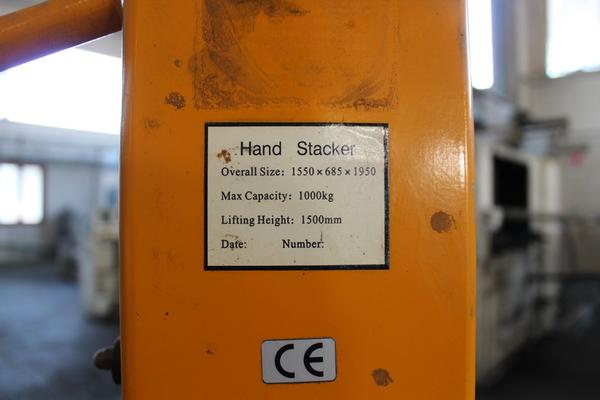 Hand Stacker
Overall Size: 1550×685×1950
Max Capacity: 1000kg
Lifting Height: 1500mm
Date: Number:
CE